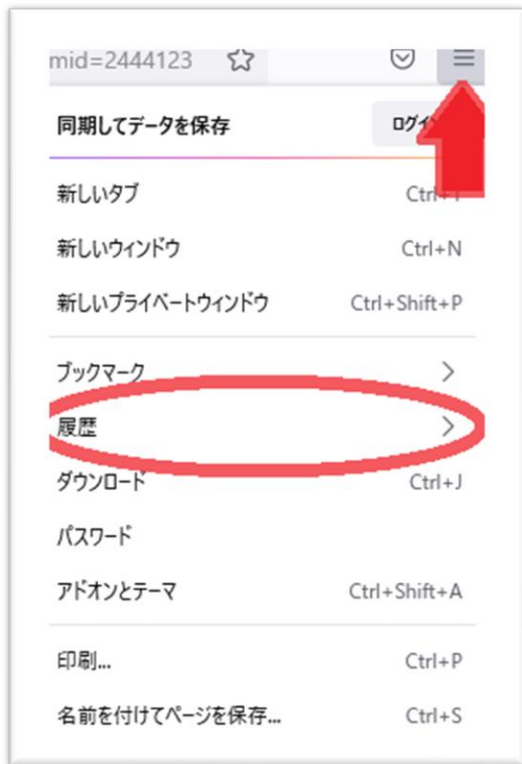 mid=2444123
同期してデータを保存
新しいタブ
新しいウィンドウ Ctrl+N
新しいプライベートウィンドウ Ctrl+Shift+P
ブックマーク
履歴
ダウンロード Ctrl+J
パスワード
アドオンとテーマ Ctrl+Shift+A
印刷... Ctrl+P
名前を付けてページを保存... Ctrl+S